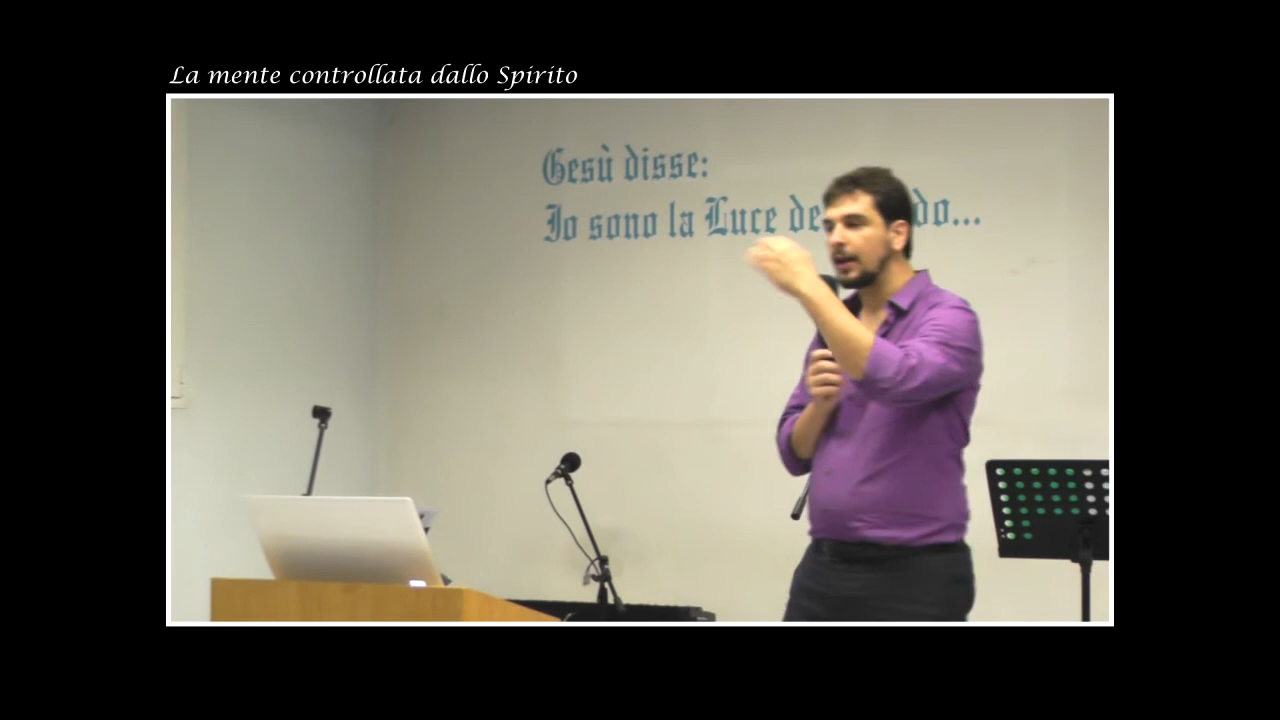 La mente controllata dallo Spirito
Gesù disse:
Io sono la Luce de do...